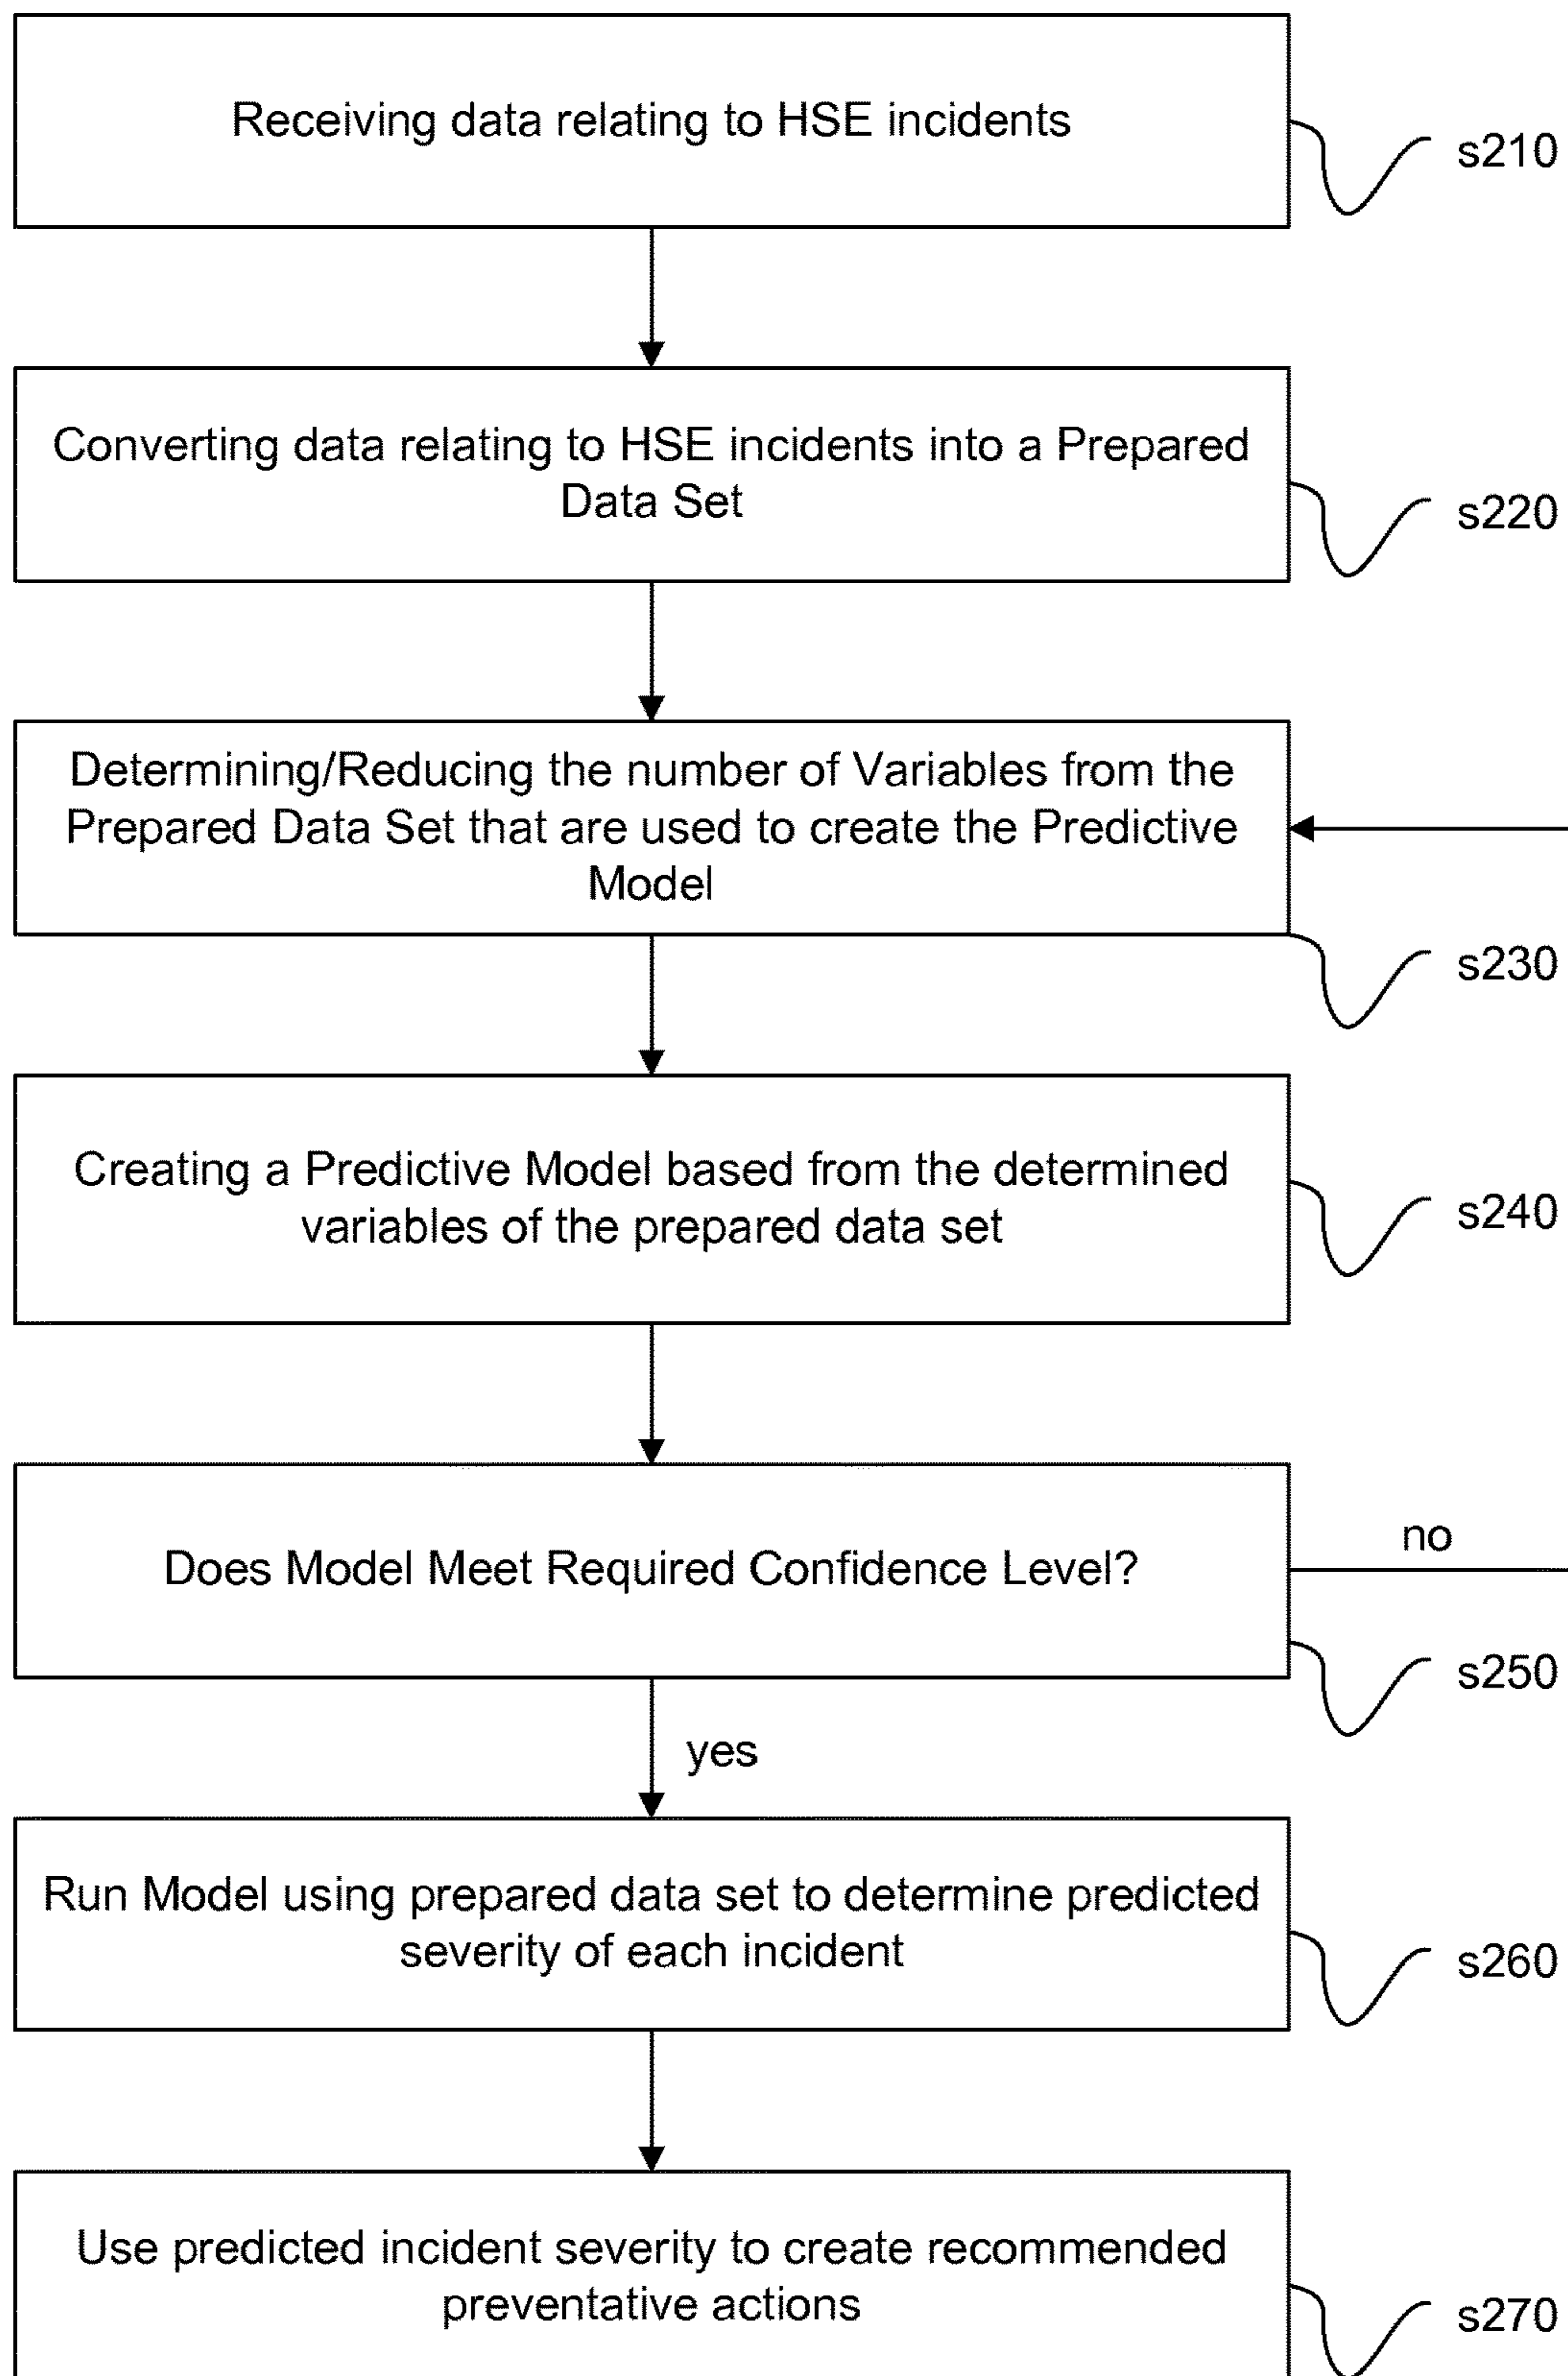 Receiving data relating to HSE incidents
s210
Converting data relating to HSE incidents into a Prepared
Data Set
s220
Determining/Reducing the number of Variables from the
Prepared Data Set that are used to create the Predictive
Model
s230
Creating a Predictive Model based from the determined
variables of the prepared data set
s240
Does Model Meet Required Confidence Level?
no
s250
yes
Run Model using prepared data set to determine predicted
severity of each incident
s260
Use predicted incident severity to create recommended
preventative actions
s270